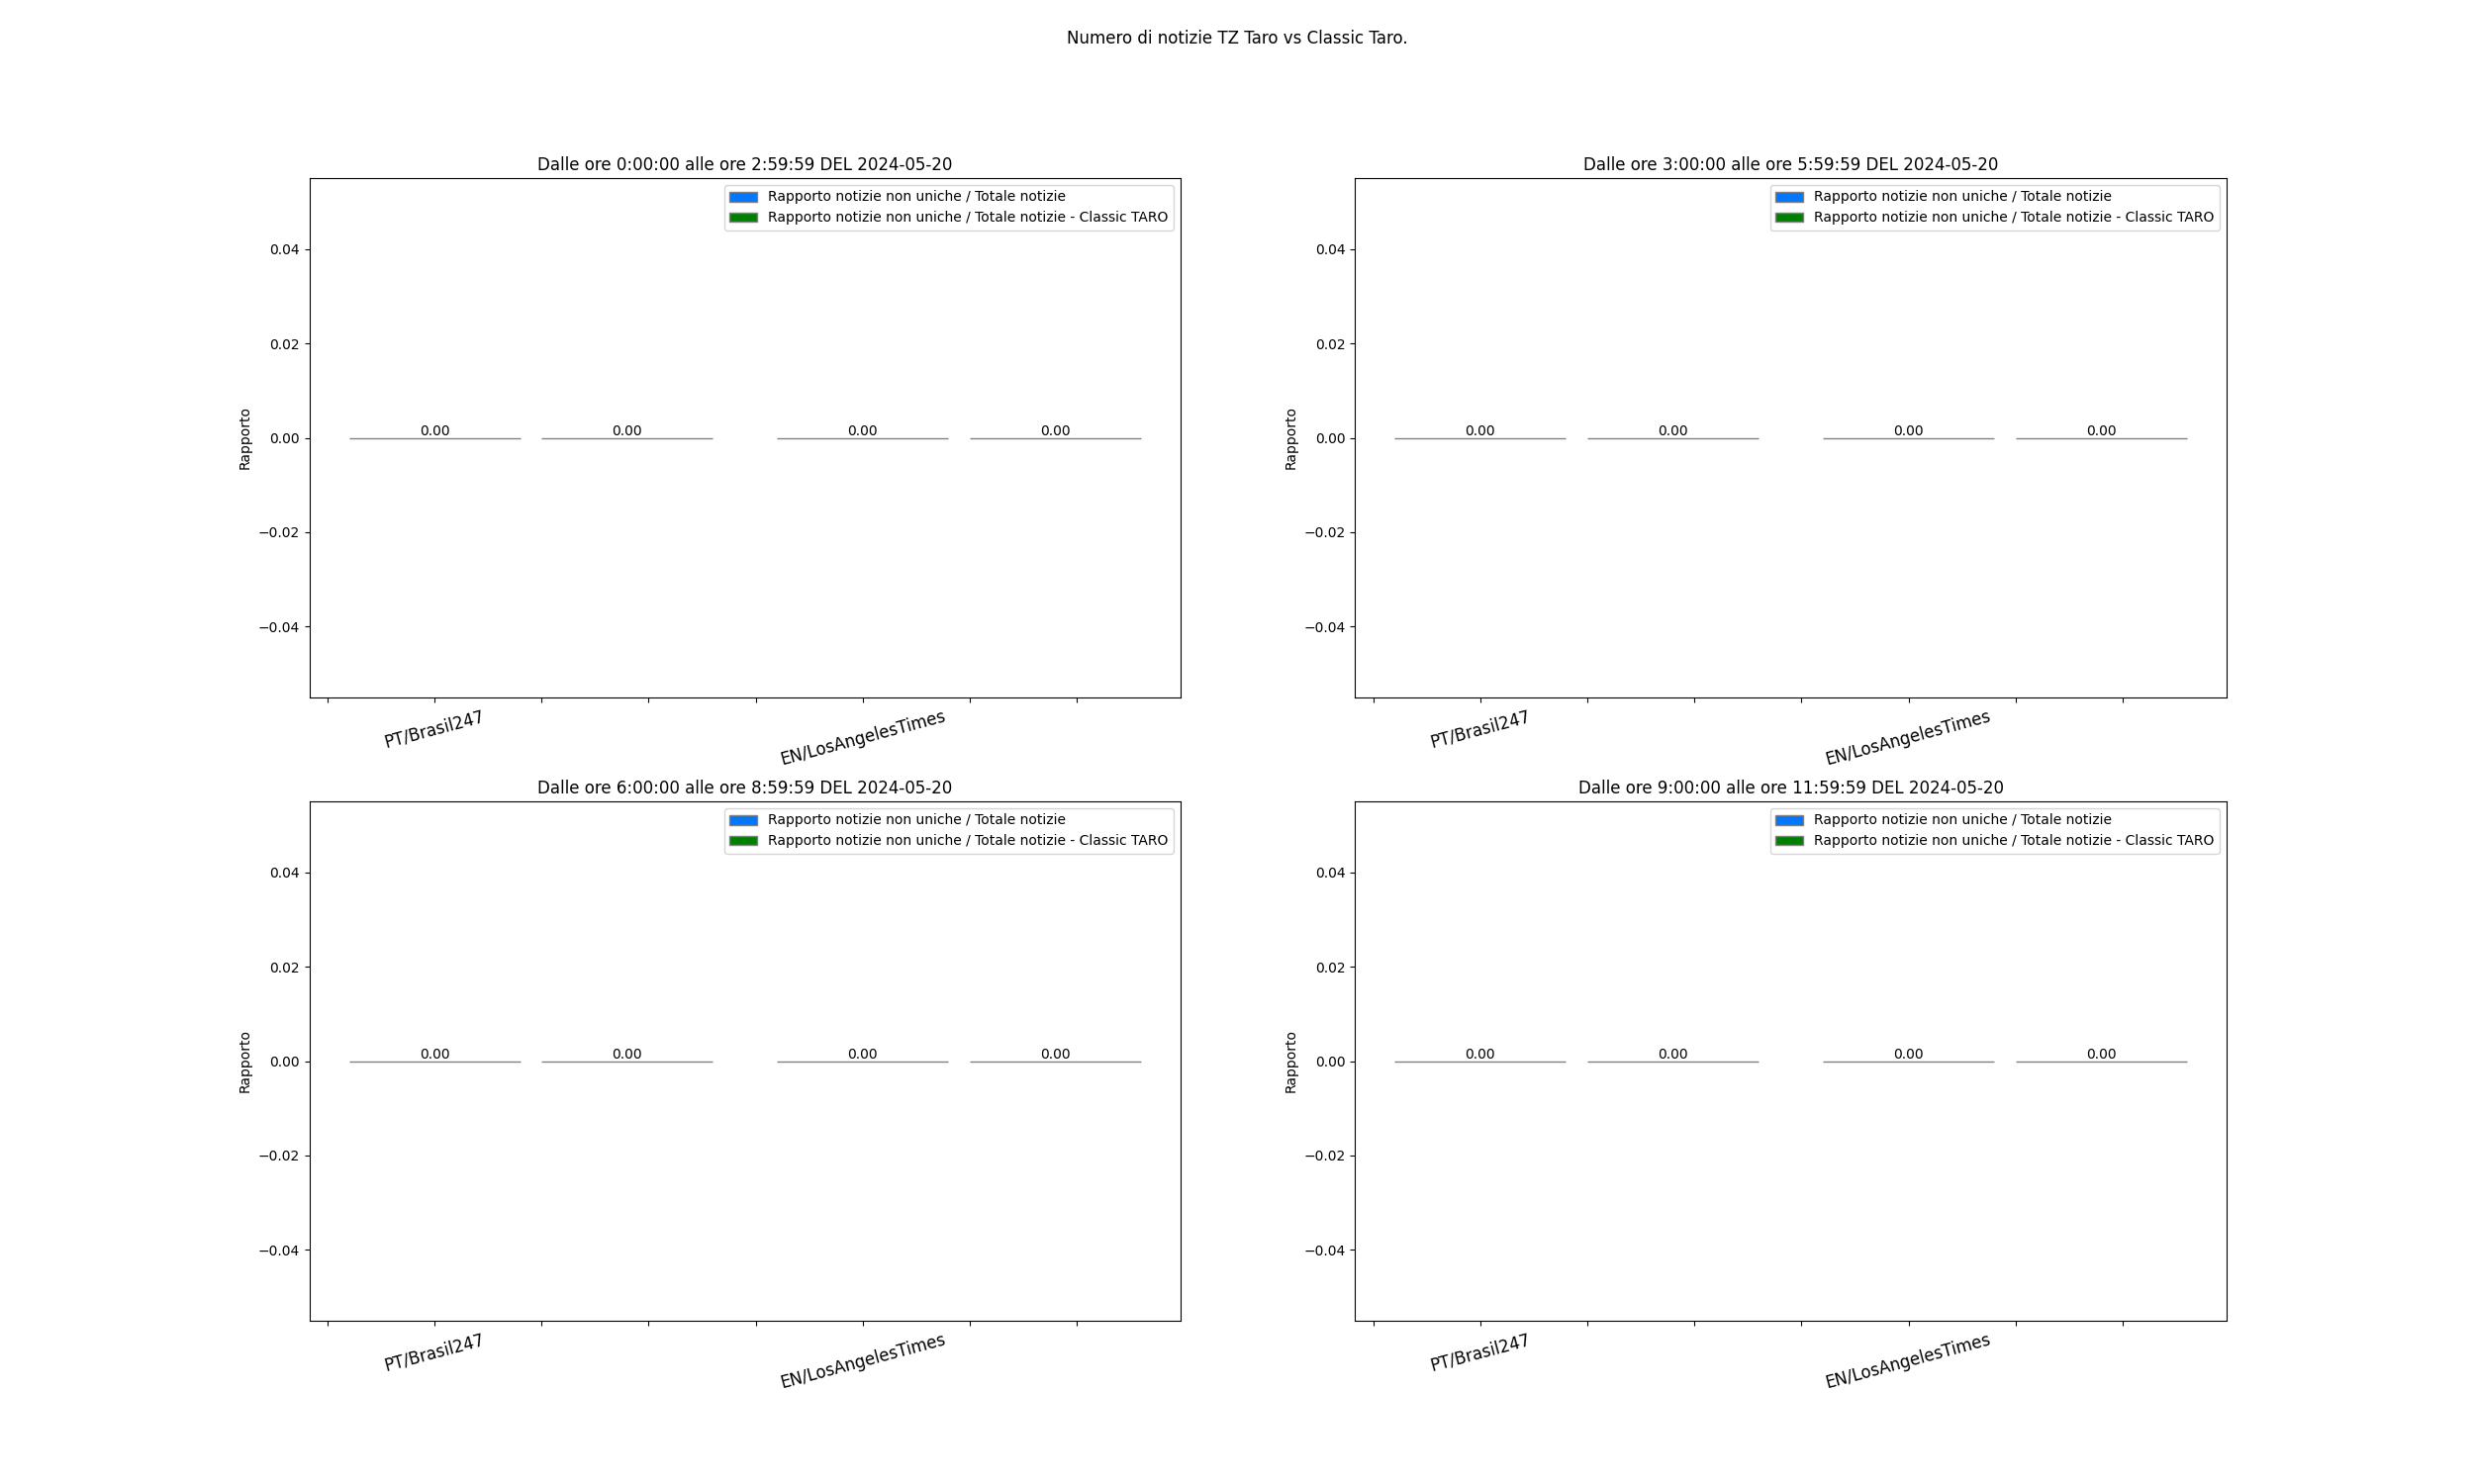 Numero di notizie TZ Taro vs Classic Taro.
Dalle ore 0:00:00 alle ore 2:59:59 DEL 2024-05-20
Rapporto notizie non uniche / Totale notizie
Rapporto notizie non uniche / Totale notizie - Classic TARO
0.04
0.02
0.00
−0.02
−0.04
Rapporto
0.00
0.00
0.00
0.00
PT/Brasil247
EN/LosAngelesTimes
Dalle ore 3:00:00 alle ore 5:59:59 DEL 2024-05-20
Rapporto notizie non uniche / Totale notizie
Rapporto notizie non uniche / Totale notizie - Classic TARO
0.04
0.02
0.00
−0.02
−0.04
Rapporto
0.00
0.00
0.00
0.00
PT/Brasil247
EN/LosAngelesTimes
Dalle ore 6:00:00 alle ore 8:59:59 DEL 2024-05-20
Rapporto notizie non uniche / Totale notizie
Rapporto notizie non uniche / Totale notizie - Classic TARO
0.04
0.02
0.00
−0.02
−0.04
Rapporto
0.00
0.00
0.00
0.00
PT/Brasil247
EN/LosAngelesTimes
Dalle ore 9:00:00 alle ore 11:59:59 DEL 2024-05-20
Rapporto notizie non uniche / Totale notizie
Rapporto notizie non uniche / Totale notizie - Classic TARO
0.04
0.02
0.00
−0.02
−0.04
Rapporto
0.00
0.00
0.00
0.00
PT/Brasil247
EN/LosAngelesTimes